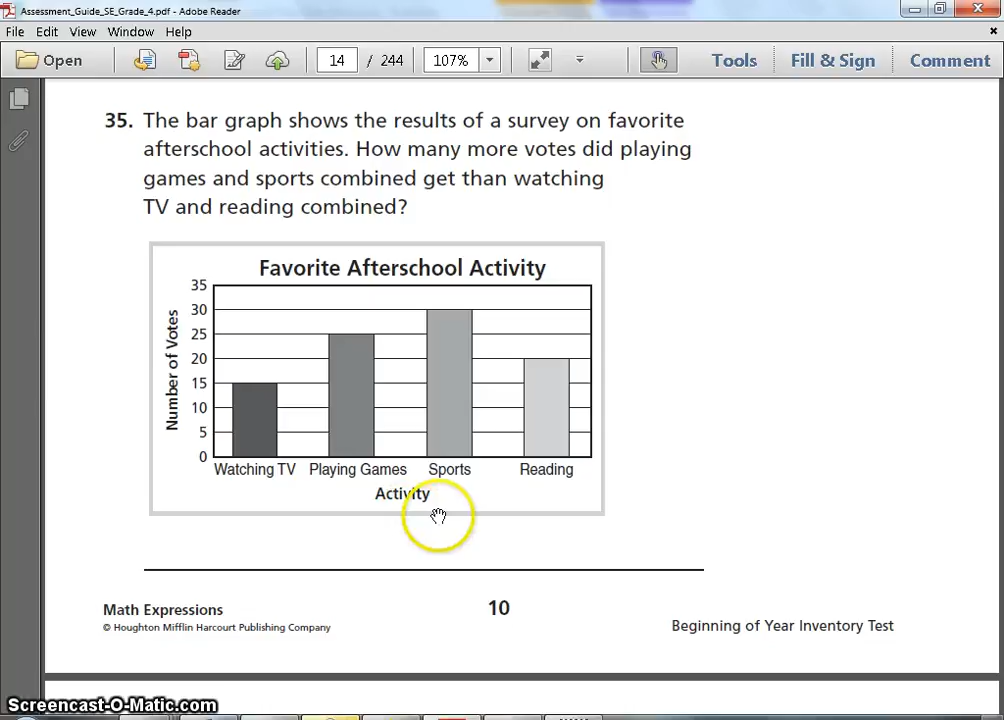 Assessment_Guide_SE_Grade_4.pdf - Adobe Reader
File Edit View Window Help
Open 14 / 244 107% Tools Fill & Sign Comment
35. The bar graph shows the results of a survey on favorite
afterschool activities. How many more votes did playing
games and sports combined get than watching
TV and reading combined?
Favorite Afterschool Activity
Number of Votes
35
30
25
20
15
10
5
0
Watching TV Playing Games Sports Reading
Activity
Math Expressions
© Houghton Mifflin Harcourt Publishing Company
10
Beginning of Year Inventory Test
Screencast-O-Matic.com